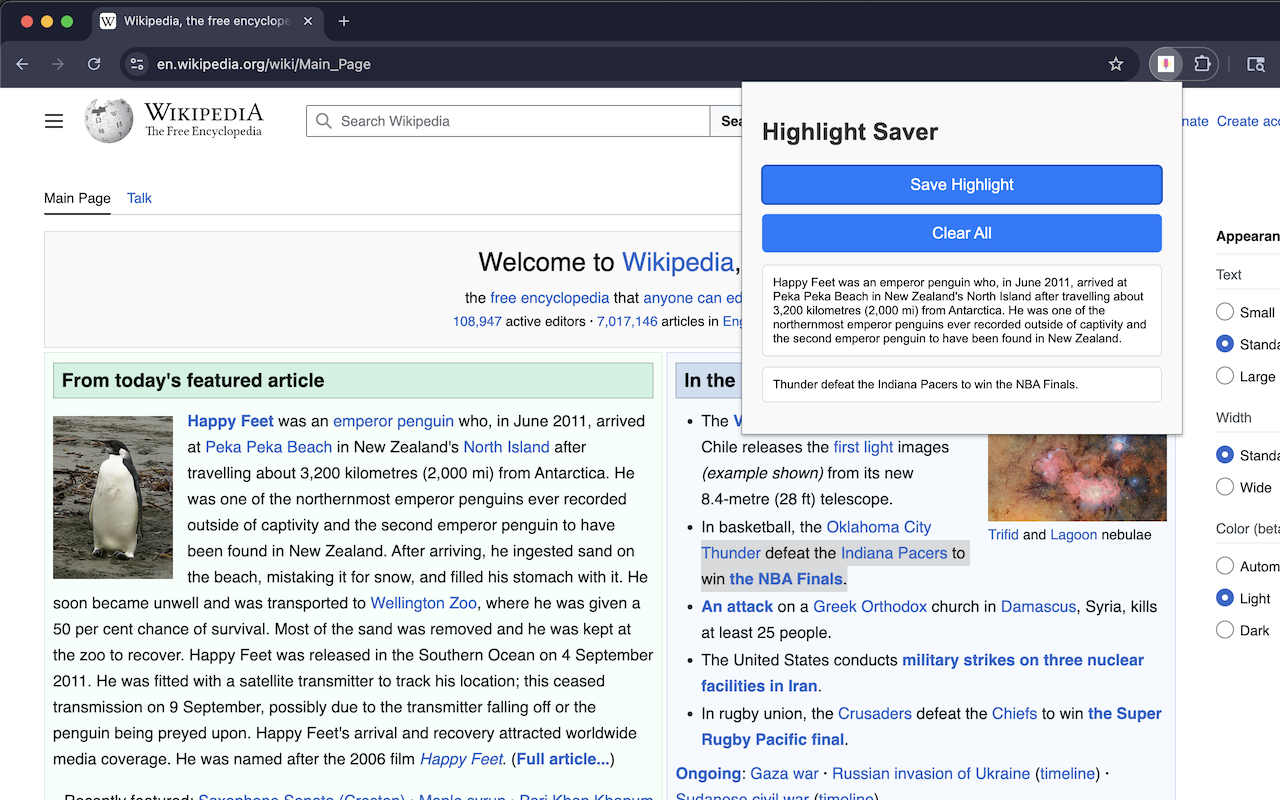 Wikipedia, the free encyclope
en.wikipedia.org/wiki/Main_Page
WIKIPEDIA
The Free Encyclopedia
Search Wikipedia
Sea
nate Create acc
Highlight Saver
Save Highlight
Clear All
Happy Feet was an emperor penguin who, in June 2011, arrived at
Peka Peka Beach in New Zealand's North Island after travelling about
3,200 kilometres (2,000 mi) from Antarctica. He was one of the
northernmost emperor penguins ever recorded outside of captivity and
the second emperor penguin to have been found in New Zealand.
Thunder defeat the Indiana Pacers to win the NBA Finals.
Main Page Talk
Welcome to Wikipedia,
the free encyclopedia that anyone can ed
108,947 active editors · 7,017,146 articles in Eng
From today's featured article
Happy Feet was an emperor penguin who, in June 2011, arrived
at Peka Peka Beach in New Zealand's North Island after
travelling about 3,200 kilometres (2,000 mi) from Antarctica. He
was one of the northernmost emperor penguins ever recorded
outside of captivity and the second emperor penguin to have
been found in New Zealand. After arriving, he ingested sand on
the beach, mistaking it for snow, and filled his stomach with it. He
soon became unwell and was transported to Wellington Zoo, where he was given a
50 per cent chance of survival. Most of the sand was removed and he was kept at
the zoo to recover. Happy Feet was released in the Southern Ocean on 4 September
2011. He was fitted with a satellite transmitter to track his location; this ceased
transmission on 9 September, possibly due to the transmitter falling off or the
penguin being preyed upon. Happy Feet's arrival and recovery attracted worldwide
media coverage. He was named after the 2006 film Happy Feet. (Full article...)
Recently featured: Saxophone Sonata (Creston) · Maple syrup · Pari Khan Khanum
In the
The V
Chile releases the first light images
(example shown) from its new
8.4-metre (28 ft) telescope.
In basketball, the Oklahoma City
Thunder defeat the Indiana Pacers to
win the NBA Finals.
Trifid and Lagoon nebulae
An attack on a Greek Orthodox church in Damascus, Syria, kills
at least 25 people.
The United States conducts military strikes on three nuclear
facilities in Iran.
In rugby union, the Crusaders defeat the Chiefs to win the Super
Rugby Pacific final.
Ongoing: Gaza war · Russian invasion of Ukraine (timeline) ·
Sudanese civil war (timeline)
Appearan
Text
Small
Standa
Large
Width
Standa
Wide
Color (beta
Autom
Light
Dark